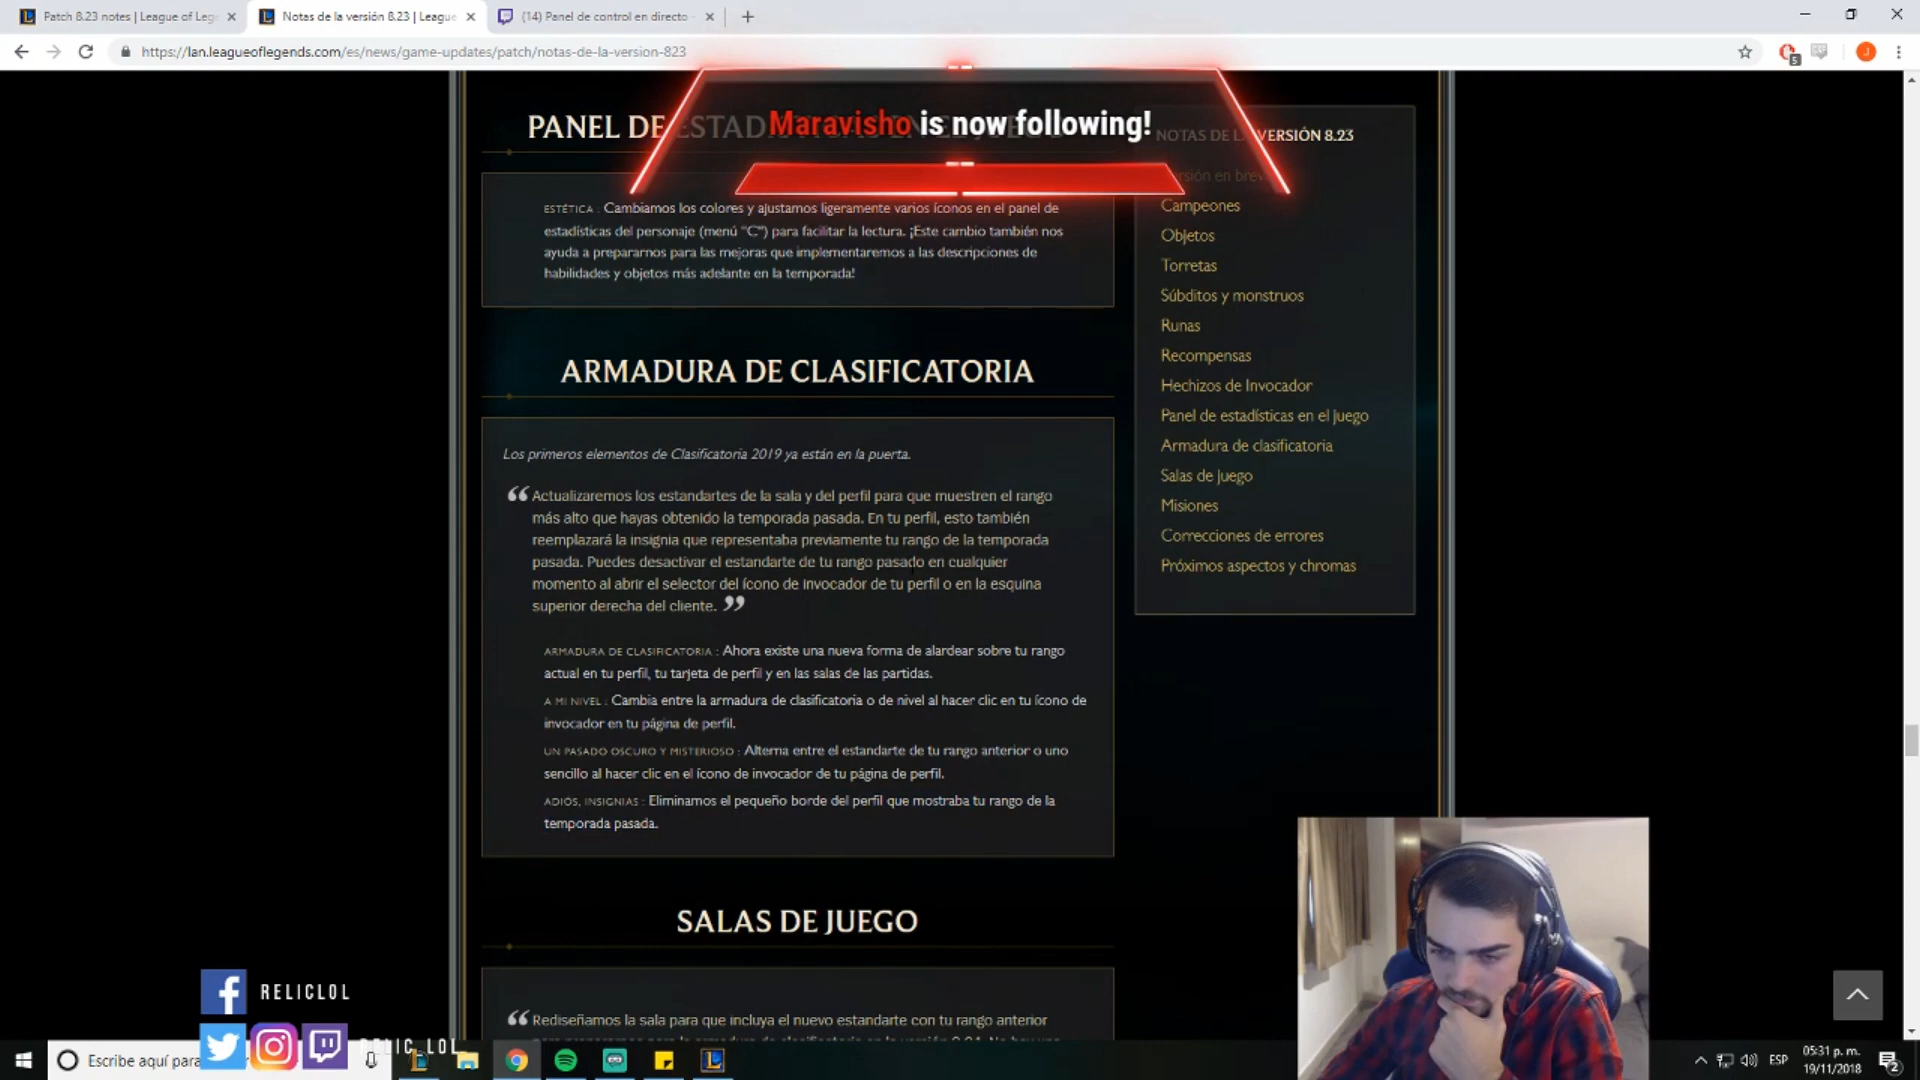 Patch 8.23 notes | League of Leg
Notas de la versión 8.23 | League
(14) Panel de control en directo
https://lan.leagueoflegends.com/es/news/game-updates/patch/notas-de-la-version-823
5
J
PANEL DE ESTAD
Maravisho is now following!
ESTÉTICA : Cambiamos los colores y ajustamos ligeramente varios íconos en el panel de
estadísticas del personaje (menú "C") para facilitar la lectura. ¡Este cambio también nos
ayuda a prepararnos para las mejoras que implementaremos a las descripciones de
habilidades y objetos más adelante en la temporada!
ARMADURA DE CLASIFICATORIA
Los primeros elementos de Clasificatoria 2019 ya están en la puerta.
“ Actualizaremos los estandartes de la sala y del perfil para que muestren el rango
más alto que hayas obtenido la temporada pasada. En tu perfil, esto también
reemplazará la insignia que representaba previamente tu rango de la temporada
pasada. Puedes desactivar el estandarte de tu rango pasado en cualquier
momento al abrir el selector del ícono de invocador de tu perfil o en la esquina
superior derecha del cliente. ”
ARMADURA DE CLASIFICATORIA : Ahora existe una nueva forma de alardear sobre tu rango
actual en tu perfil, tu tarjeta de perfil y en las salas de las partidas.
A MI NIVEL : Cambia entre la armadura de clasificatoria o de nivel al hacer clic en tu ícono de
invocador en tu página de perfil.
UN PASADO OSCURO Y MISTERIOSO : Alterna entre el estandarte de tu rango anterior o uno
sencillo al hacer clic en el ícono de invocador de tu página de perfil.
ADIÓS, INSIGNIAS : Eliminamos el pequeño borde del perfil que mostraba tu rango de la
temporada pasada.
SALAS DE JUEGO
“ Rediseñamos la sala para que incluya el nuevo estandarte con tu rango anterior
NOTAS DE LA VERSIÓN 8.23
versión en breve
Campeones
Objetos
Torretas
Súbditos y monstruos
Runas
Recompensas
Hechizos de Invocador
Panel de estadísticas en el juego
Armadura de clasificatoria
Salas de Juego
Misiones
Correcciones de errores
Próximos aspectos y chromas
RELICLOL
RELIC_LOL
Escribe aquí para
ESP
05:31 p. m.
19/11/2018
2